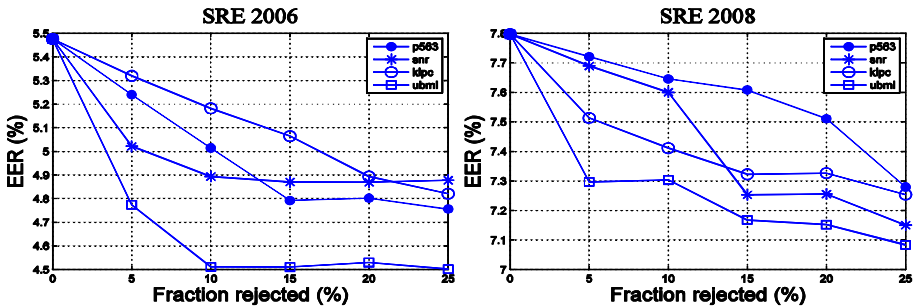 SRE 2006
5.5
5.4
5.3
5.2
5.1
5
4.9
4.8
4.7
4.6
4.5
EER (%)
p563
snr
klpc
ubml
0 5 10 15 20 25
Fraction rejected (%)
SRE 2008
7.8
7.7
7.6
7.5
7.4
7.3
7.2
7.1
7
EER (%)
p563
snr
klpc
ubml
0 5 10 15 20 25
Fraction rejected (%)